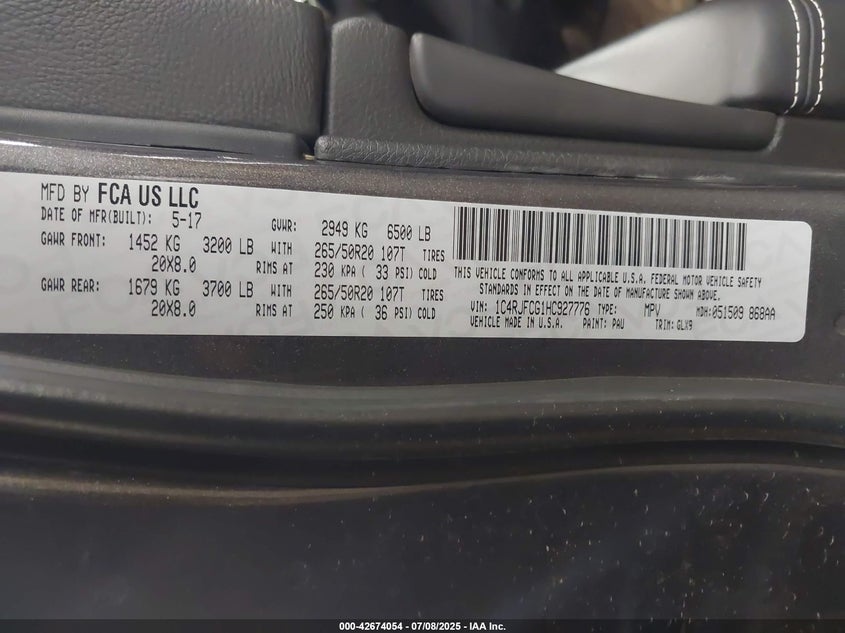 MFD BY FCA US LLC
DATE OF MFR(BUILT): 5-17 GVWR: 2949 KG 6500 LB
GAWR FRONT: 1452 KG 3200 LB WITH 265/50R20 107T TIRES
20X8.0 RIMS AT 230 KPA ( 33 PSI) COLD
GAWR REAR: 1679 KG 3700 LB WITH 265/50R20 107T TIRES
20X8.0 RIMS AT 250 KPA ( 36 PSI) COLD
THIS VEHICLE CONFORMS TO ALL APPLICABLE U.S.A. FEDERAL MOTOR VEHICLE SAFETY
STANDARDS IN EFFECT ON THE DATE OF MANUFACTURE SHOWN ABOVE.
VIN: 1C4RJFCG1HC927776 TYPE: MPV MDH: 051509 868AA
VEHICLE MADE IN U.S.A. PAINT: PAU TRIM: GLX9
000-42674054 - 07/08/2025 - IAA Inc.